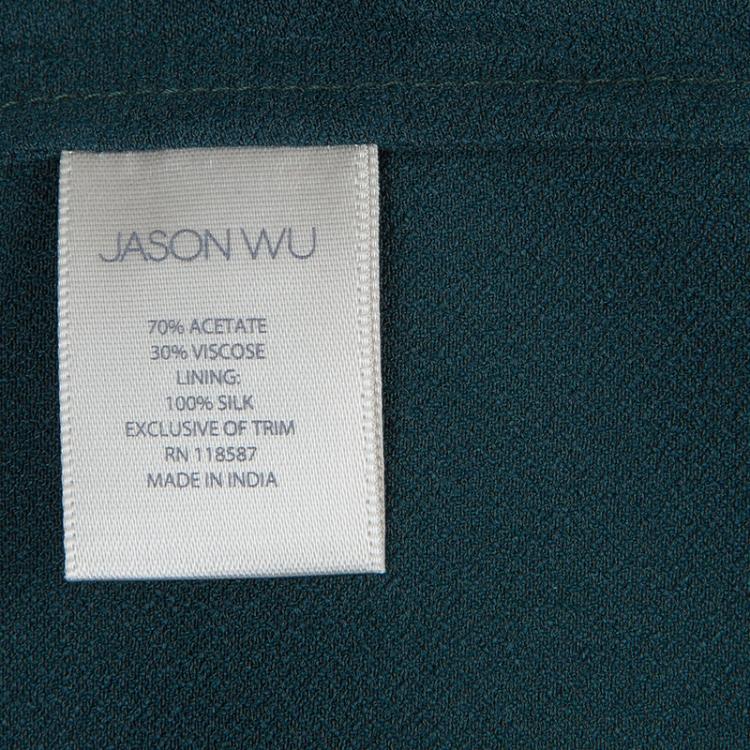 JASON WU
70% ACETATE
30% VISCOSE
LINING:
100% SILK
EXCLUSIVE OF TRIM
RN 118587
MADE IN INDIA